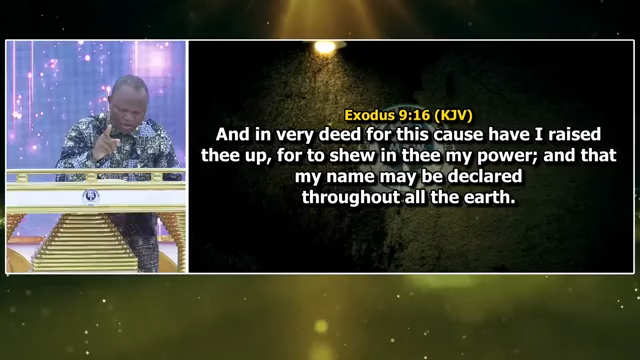 Exodus 9:16 (KJV)
And in very deed for this cause have I raised
thee up, for to shew in thee my power; and that
my name may be declared
throughout all the earth.